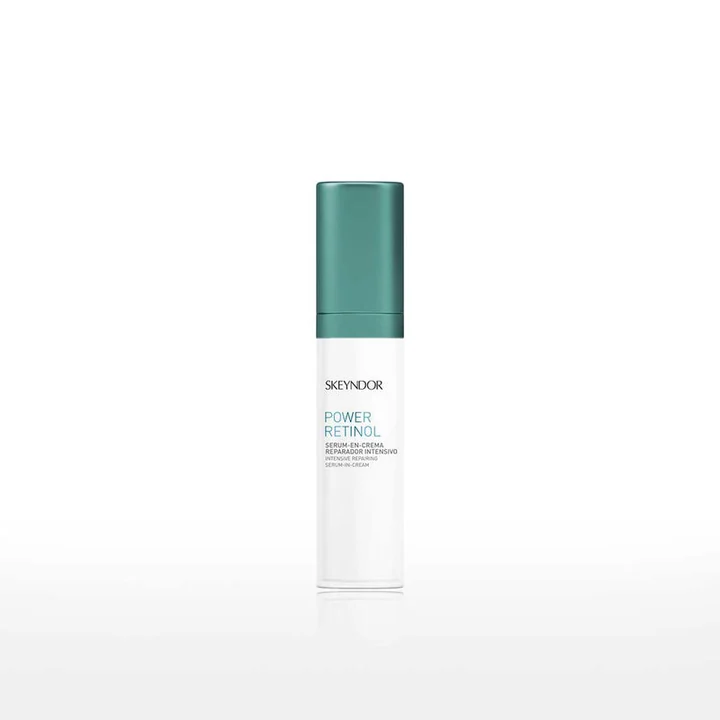 SKEYNDOR
POWER
RETINOL
SERUM-EN-CREMA
REPARADOR INTENSIVO
INTENSIVE REPAIRING
SERUM-IN-CREAM